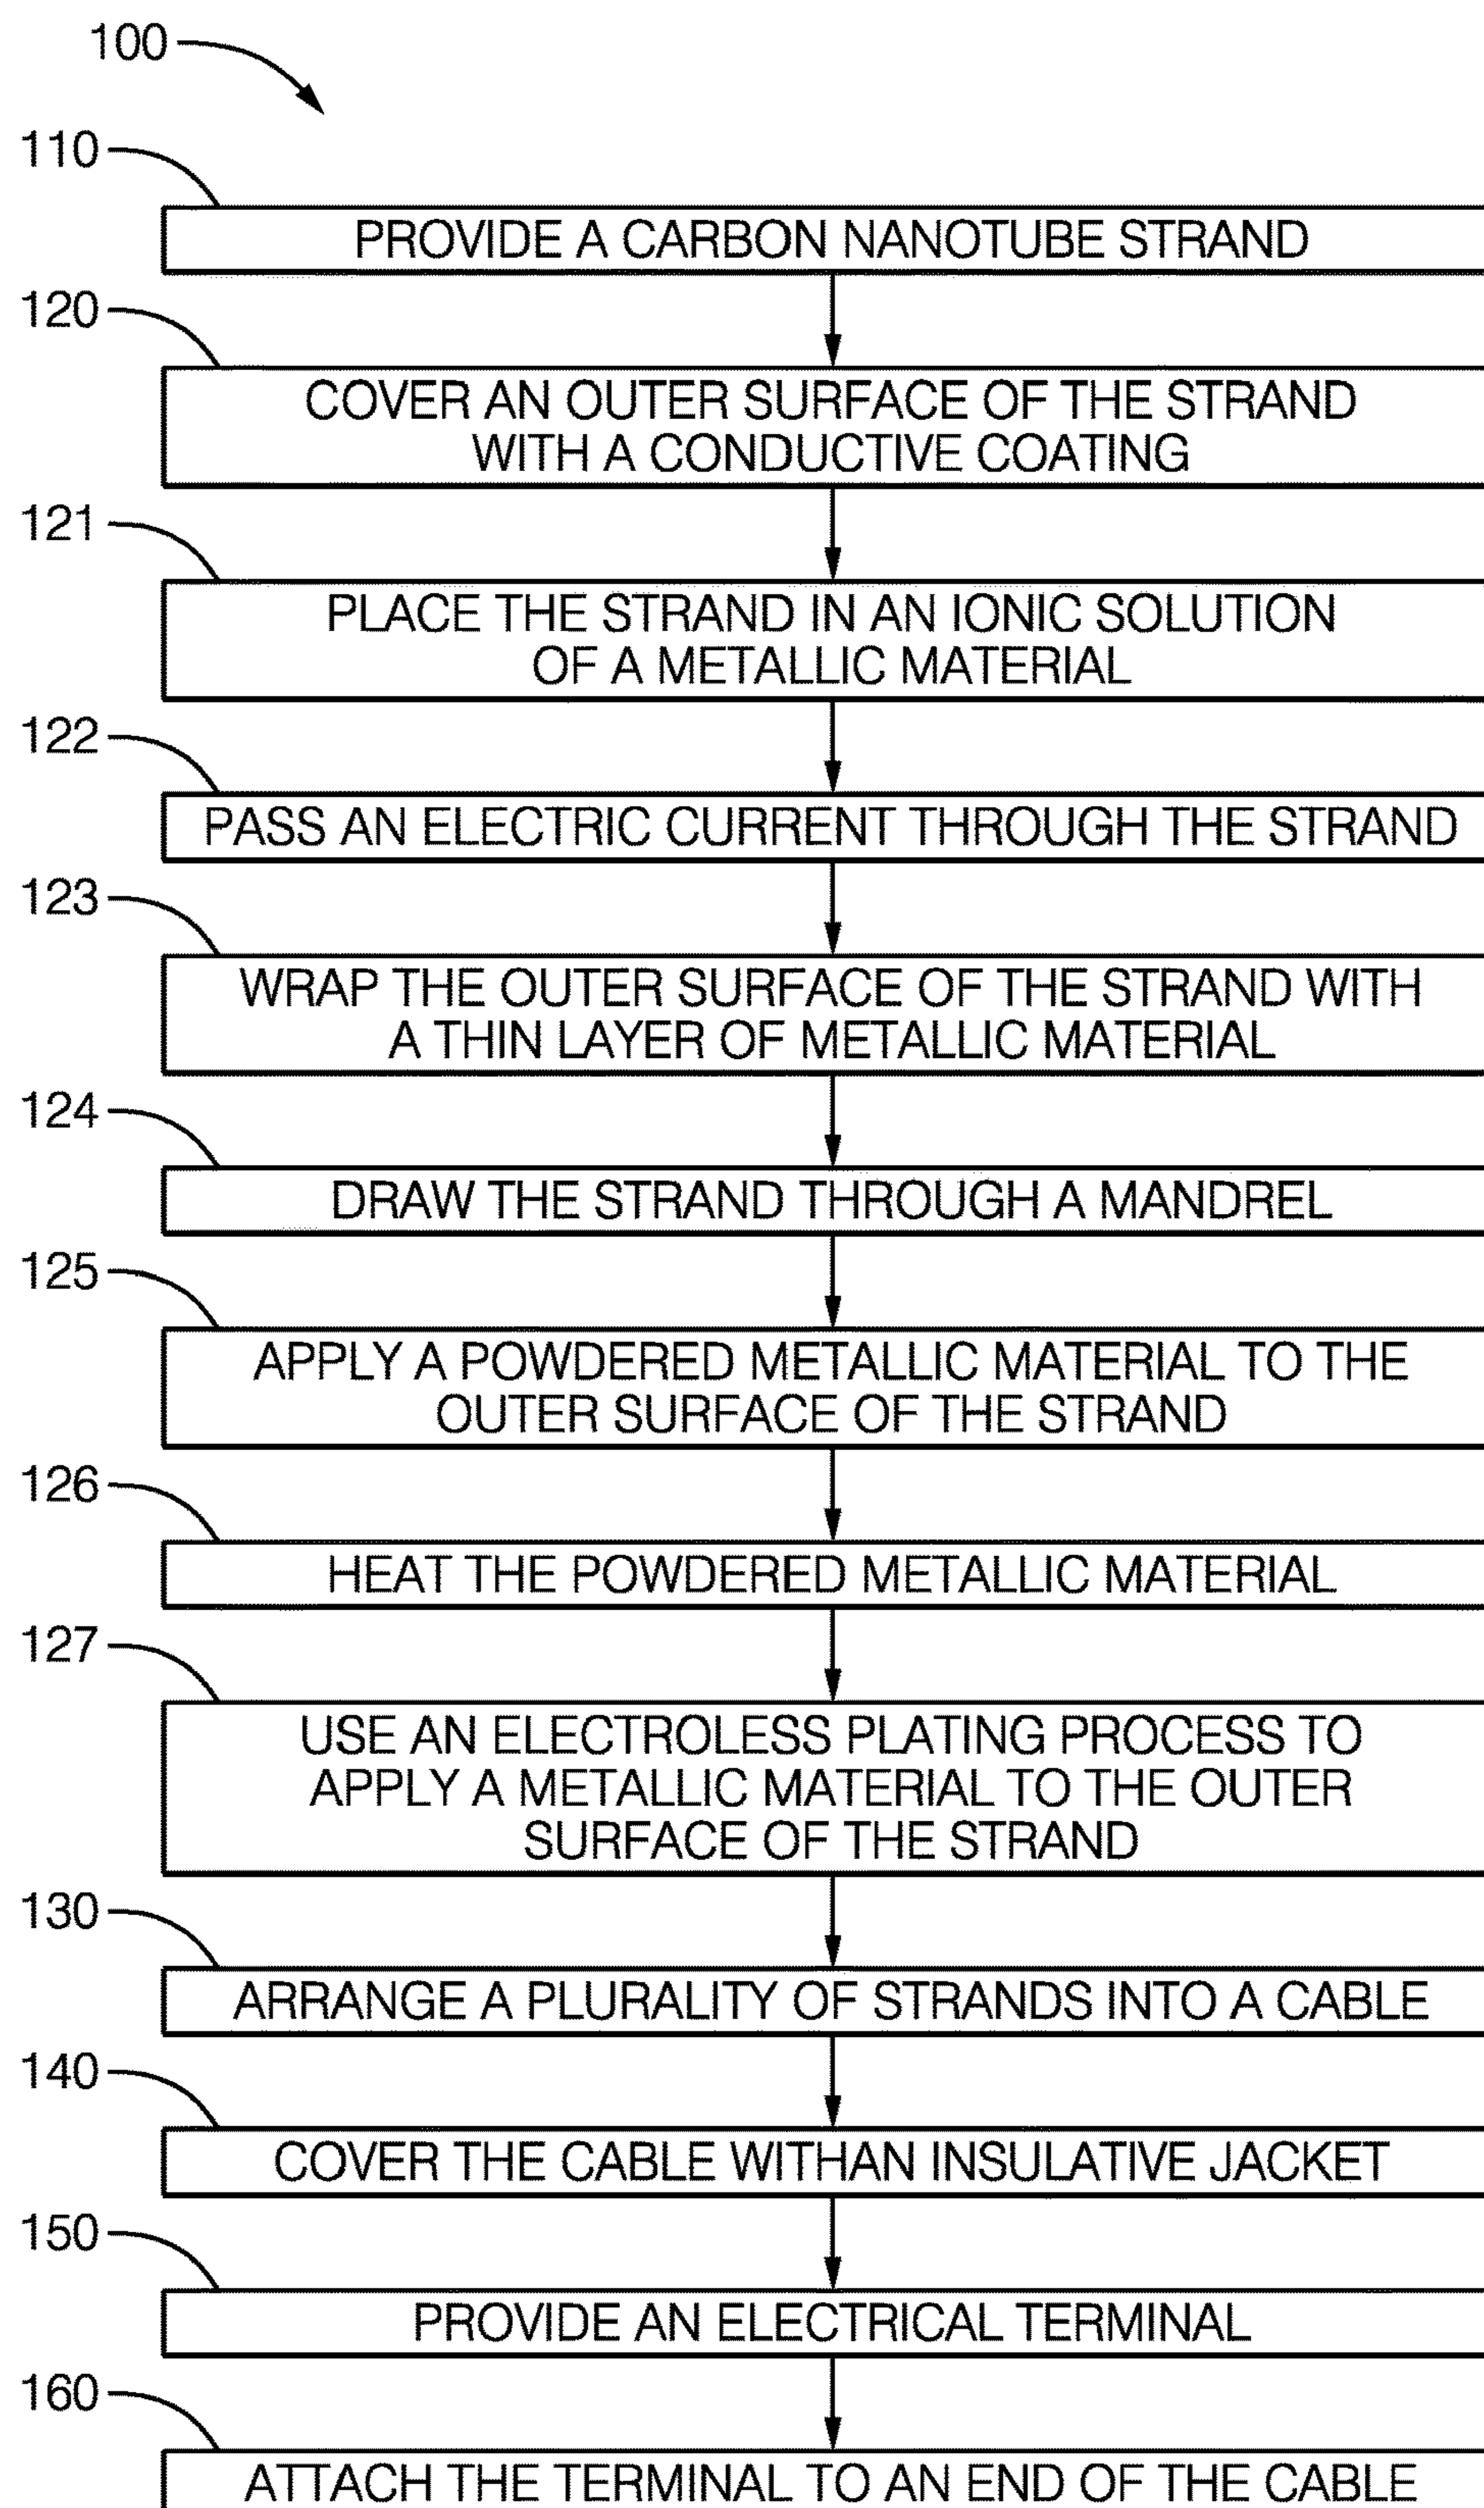 100
110
PROVIDE A CARBON NANOTUBE STRAND
120
COVER AN OUTER SURFACE OF THE STRAND
WITH A CONDUCTIVE COATING
121
PLACE THE STRAND IN AN IONIC SOLUTION
OF A METALLIC MATERIAL
122
PASS AN ELECTRIC CURRENT THROUGH THE STRAND
123
WRAP THE OUTER SURFACE OF THE STRAND WITH
A THIN LAYER OF METALLIC MATERIAL
124
DRAW THE STRAND THROUGH A MANDREL
125
APPLY A POWDERED METALLIC MATERIAL TO THE
OUTER SURFACE OF THE STRAND
126
HEAT THE POWDERED METALLIC MATERIAL
127
USE AN ELECTROLESS PLATING PROCESS TO
APPLY A METALLIC MATERIAL TO THE OUTER
SURFACE OF THE STRAND
130
ARRANGE A PLURALITY OF STRANDS INTO A CABLE
140
COVER THE CABLE WITHAN INSULATIVE JACKET
150
PROVIDE AN ELECTRICAL TERMINAL
160
ATTACH THE TERMINAL TO AN END OF THE CABLE